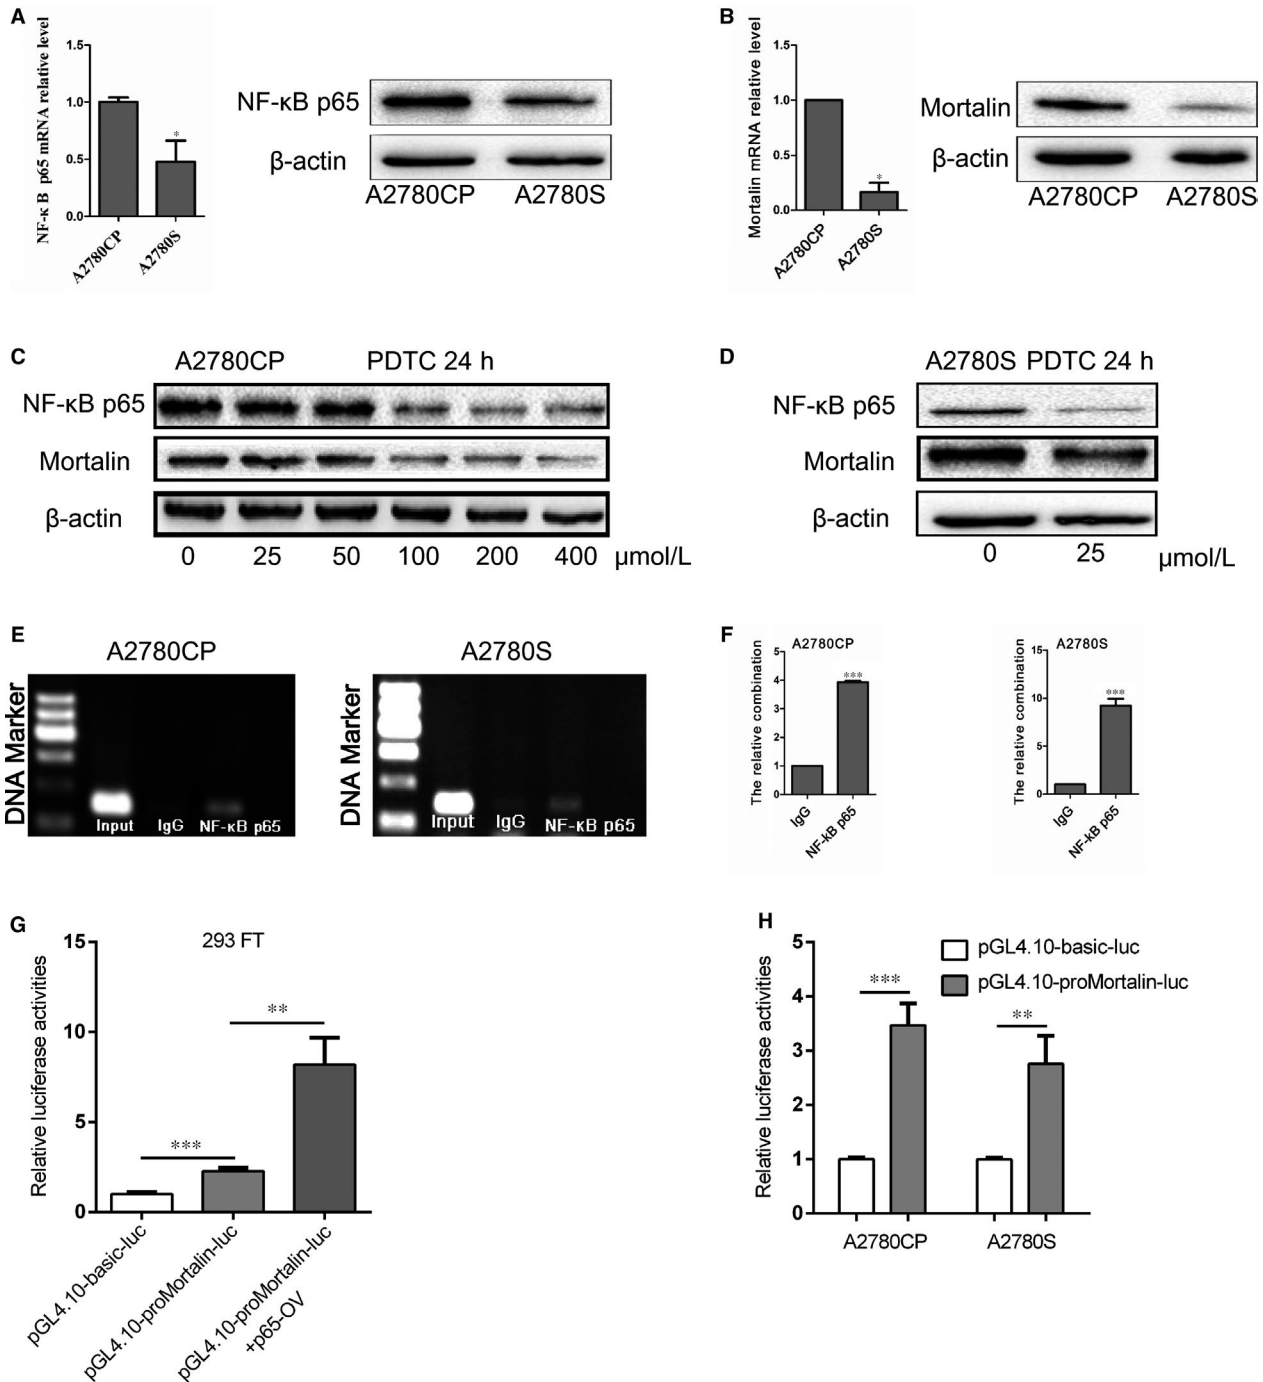 A
NF-κ B p65 mRNA relative level
1.5
1.0
0.5
0.0
*
A2780CP
A2780S
NF-κB p65
β-actin
A2780CP A2780S
B
Mortalin mRNA relative level
1.5
1.0
0.5
0.0
*
A2780CP
A2780S
Mortalin
β-actin
A2780CP A2780S
C
A2780CP PDTC 24 h
NF-κB p65
Mortalin
β-actin
0 25 50 100 200 400 μmol/L
D
A2780S PDTC 24 h
NF-κB p65
Mortalin
β-actin
0 25 μmol/L
E
A2780CP
DNA Marker
Input IgG NF-κB p65
A2780S
DNA Marker
Input IgG NF-κB p65
F
A2780CP
The relative combination
5
4
3
2
1
0
***
IgG
NF-kB p65
A2780S
The relative combination
15
10
5
0
***
IgG
NF-kB p65
G
293 FT
Relative luciferase activities
15
10
5
0
***
**
pGL4.10-basic-luc
pGL4.10-proMortalin-luc
pGL4.10-proMortalin-luc
+p65-OV
H
pGL4.10-basic-luc
pGL4.10-proMortalin-luc
Relative luciferase activities
5
4
3
2
1
0
***
**
A2780CP A2780S